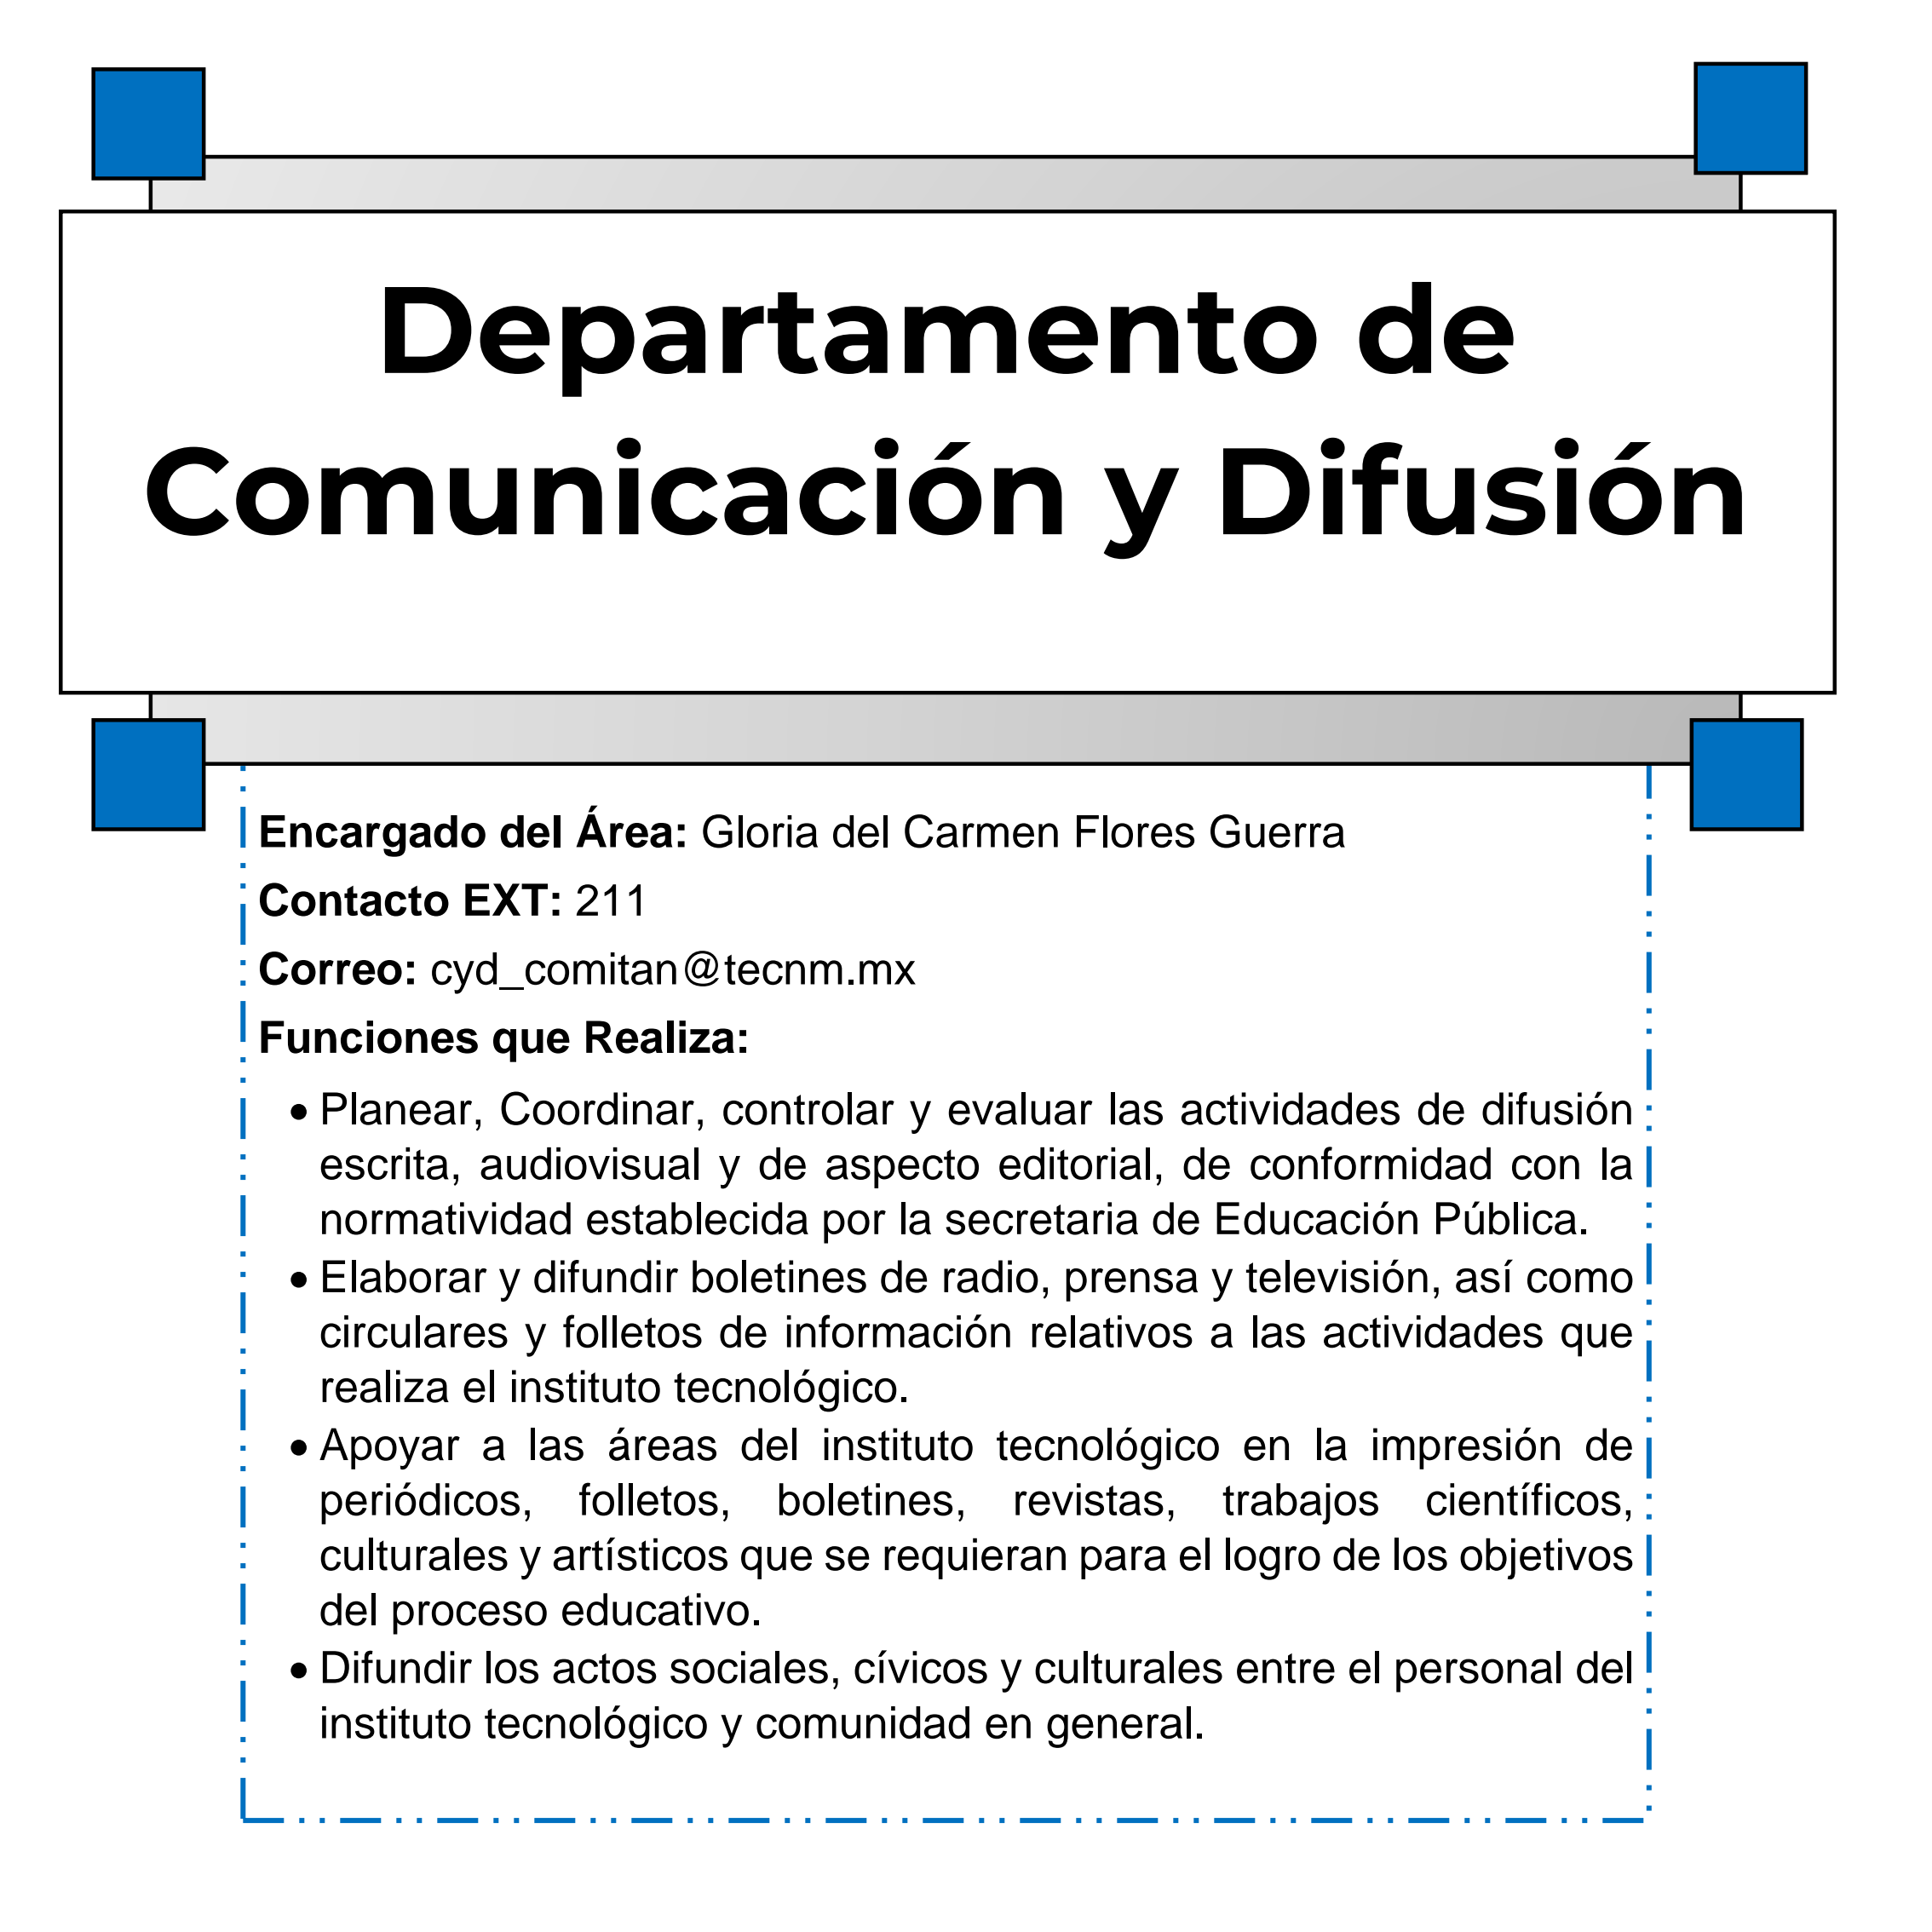 Departamento de
Comunicación y Difusión
Encargado del Área: Gloria del Carmen Flores Guerra
Contacto EXT: 211
Correo: cyd_comitan@tecnm.mx
Funciones que Realiza:
• Planear, Coordinar, controlar y evaluar las actividades de difusión
escrita, audiovisual y de aspecto editorial, de conformidad con la
normatividad establecida por la secretaria de Educación Pública.
• Elaborar y difundir boletines de radio, prensa y televisión, así como
circulares y folletos de información relativos a las actividades que
realiza el instituto tecnológico.
• Apoyar a las áreas del instituto tecnológico en la impresión de
periódicos, folletos, boletines, revistas, trabajos científicos,
culturales y artísticos que se requieran para el logro de los objetivos
del proceso educativo.
• Difundir los actos sociales, cívicos y culturales entre el personal del
instituto tecnológico y comunidad en general.